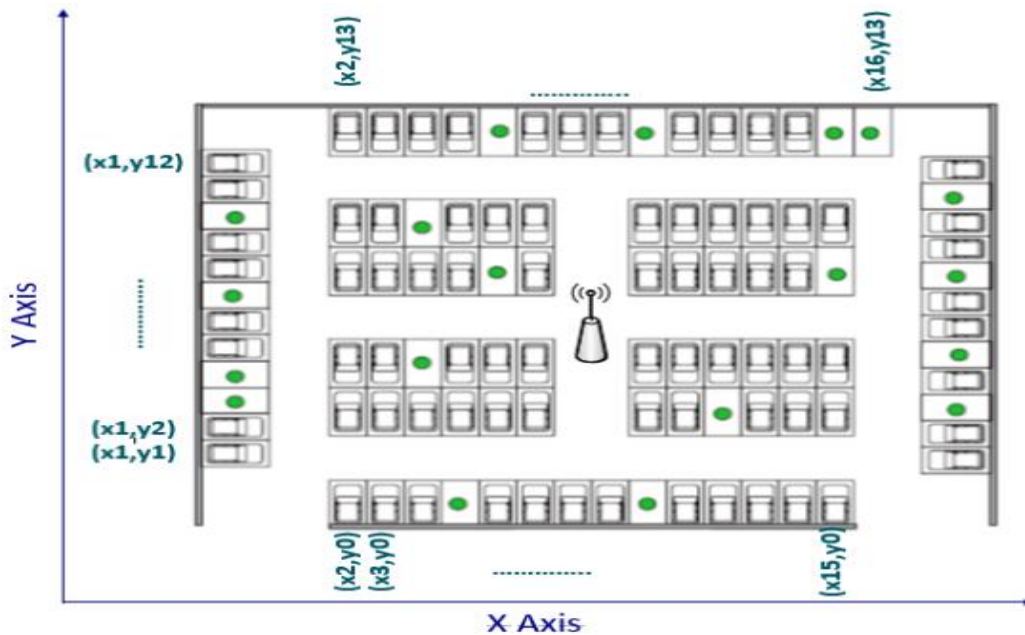 (x2,y13)
(x16,y13)
(x1,y12)
Y Axis
(x1,y2)
(x1,y1)
(x2,y0)
(x3,y0)
(x15,y0)
X Axis